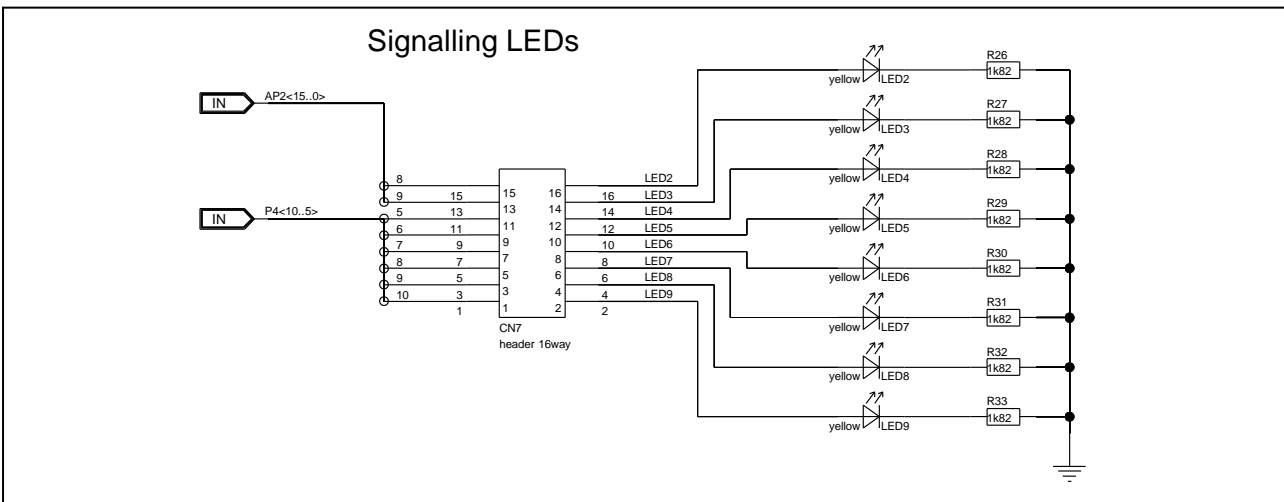 Signalling LEDs
IN AP2<15..0>
IN P4<10..5>
8
9 15
5 13
6 11
7 9
8 7
9 5
10 3
1
15 16
13 14
11 12
9 10
7 8
5 6
3 4
1 2
CN7
header 16way
LED2
16 LED3
14 LED4
12 LED5
10 LED6
8 LED7
6 LED8
4 LED9
2
R26
yellow LED2 1k82
R27
yellow LED3 1k82
R28
yellow LED4 1k82
R29
yellow LED5 1k82
R30
yellow LED6 1k82
R31
yellow LED7 1k82
R32
yellow LED8 1k82
R33
yellow LED9 1k82